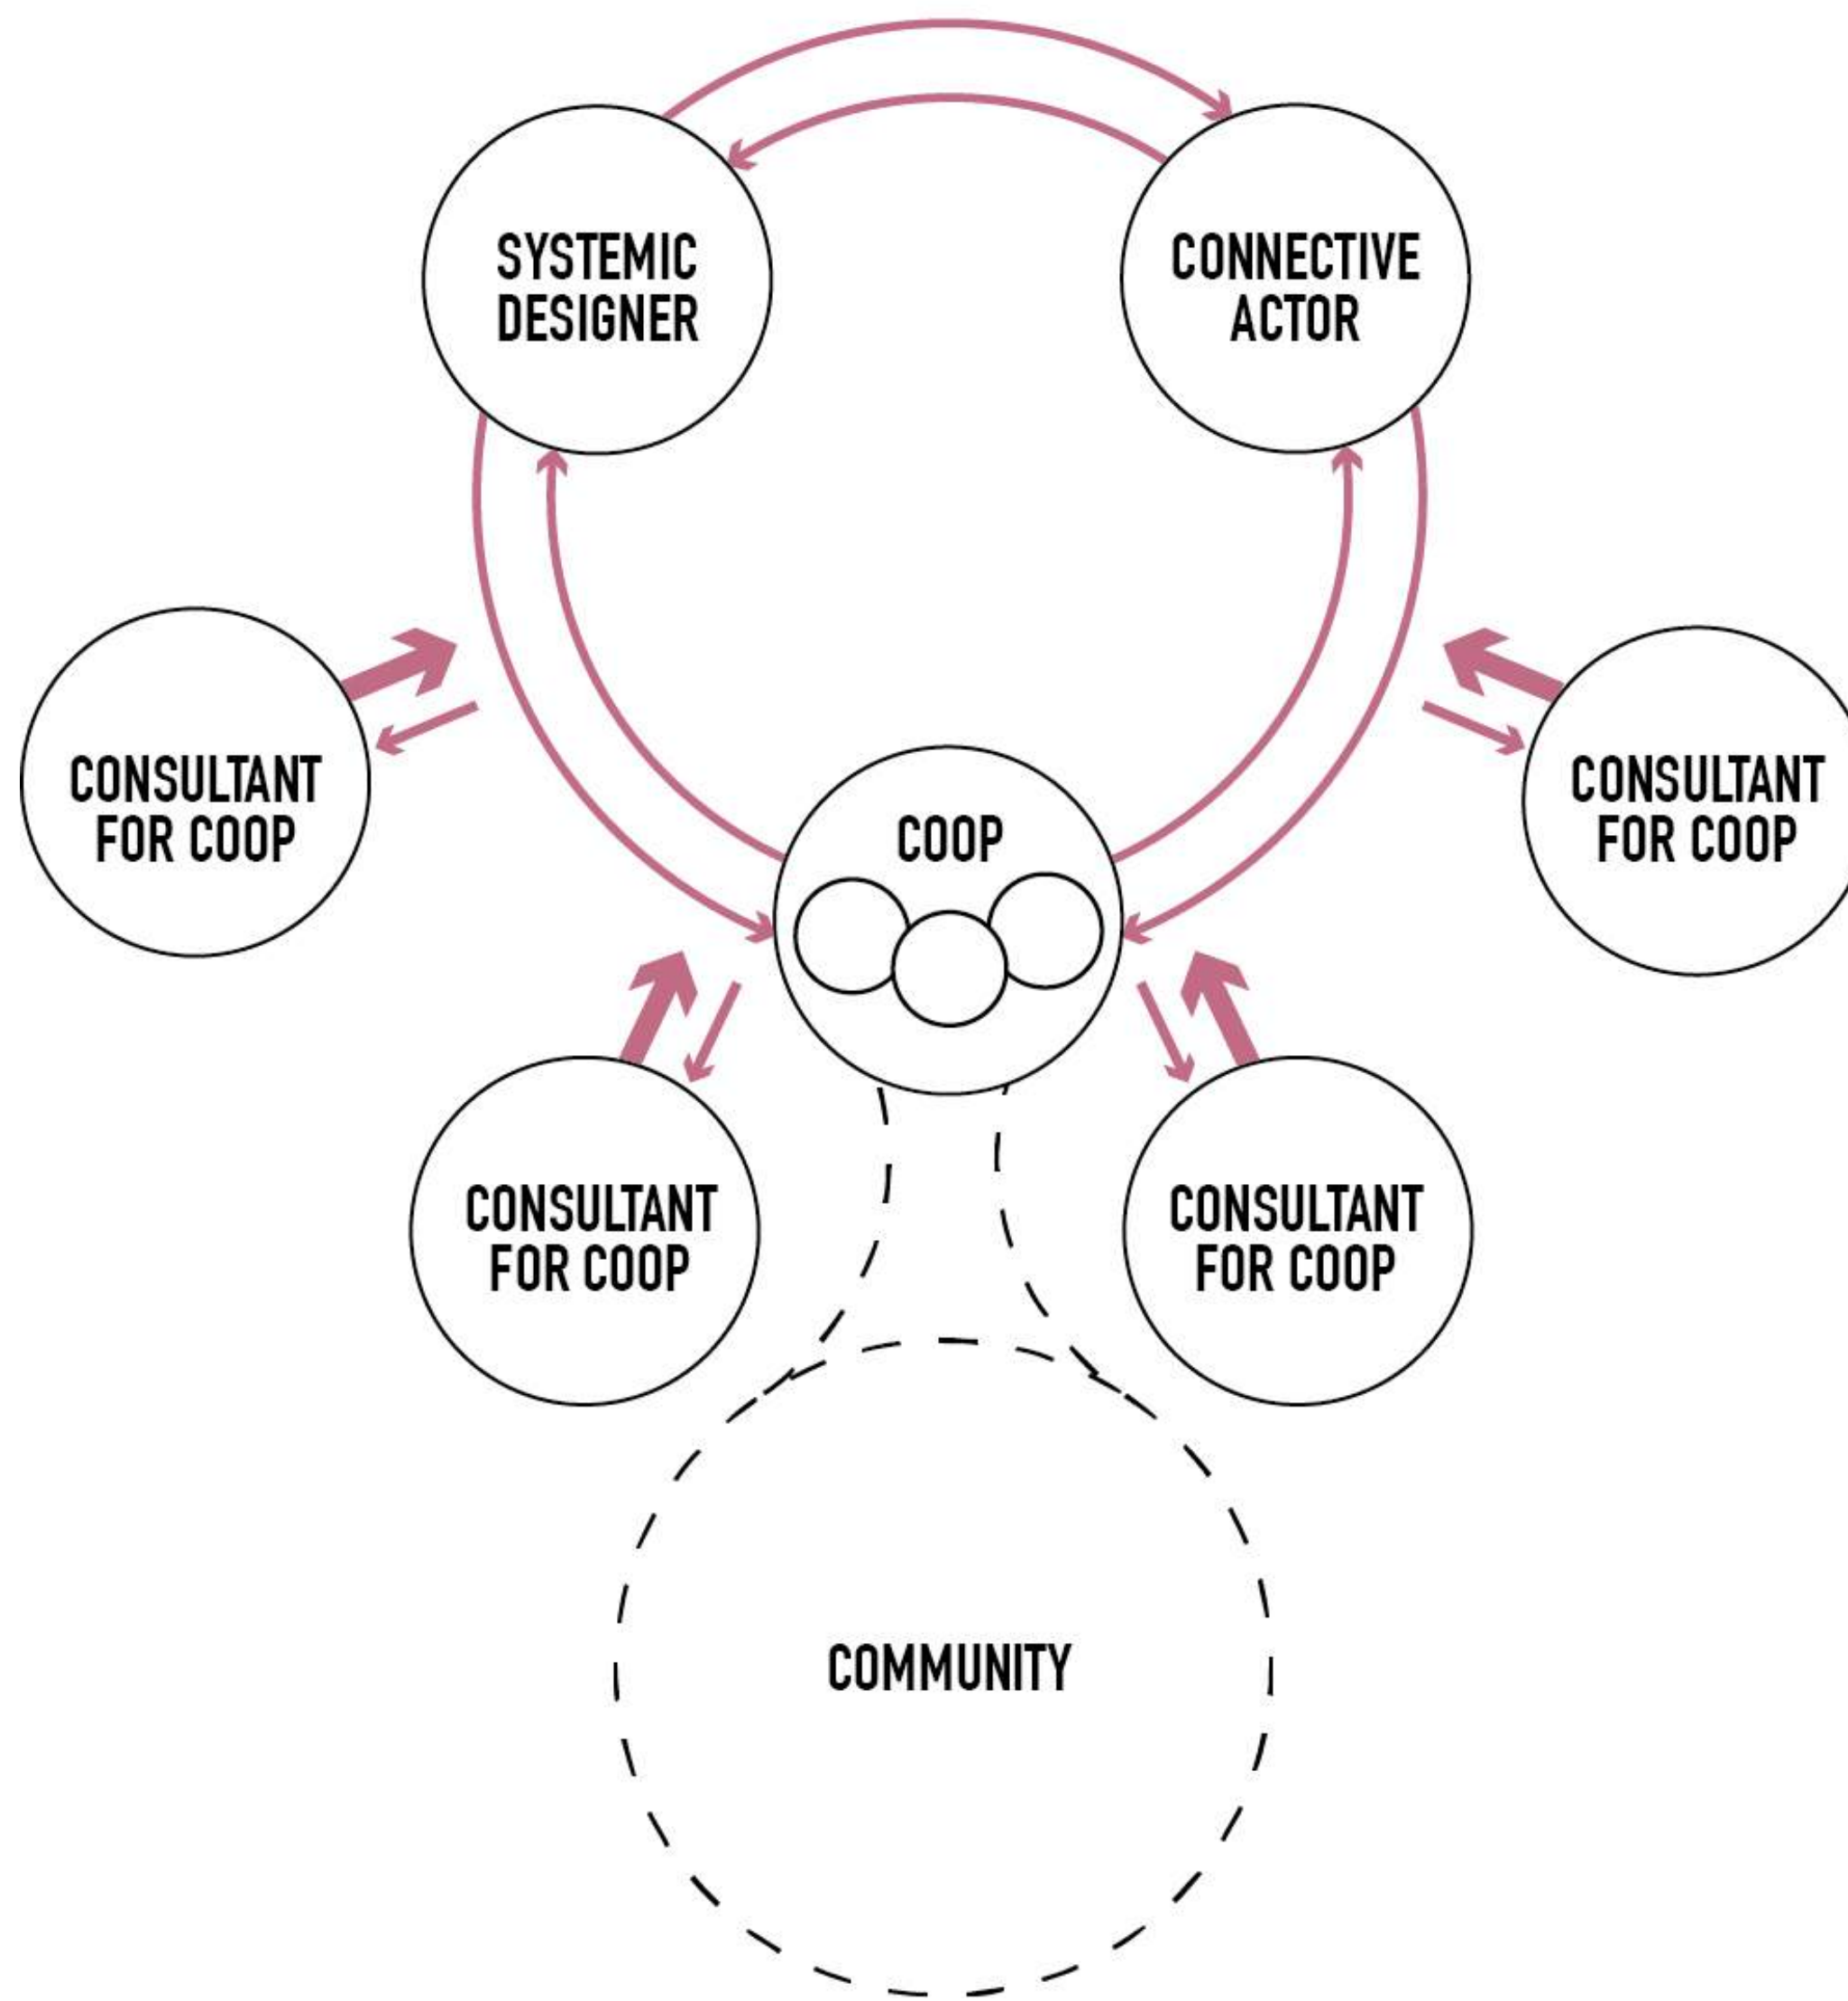 SYSTEMIC
DESIGNER
CONNECTIVE
ACTOR
CONSULTANT
FOR COOP
COOP
CONSULTANT
FOR COOP
CONSULTANT
FOR COOP
CONSULTANT
FOR COOP
COMMUNITY